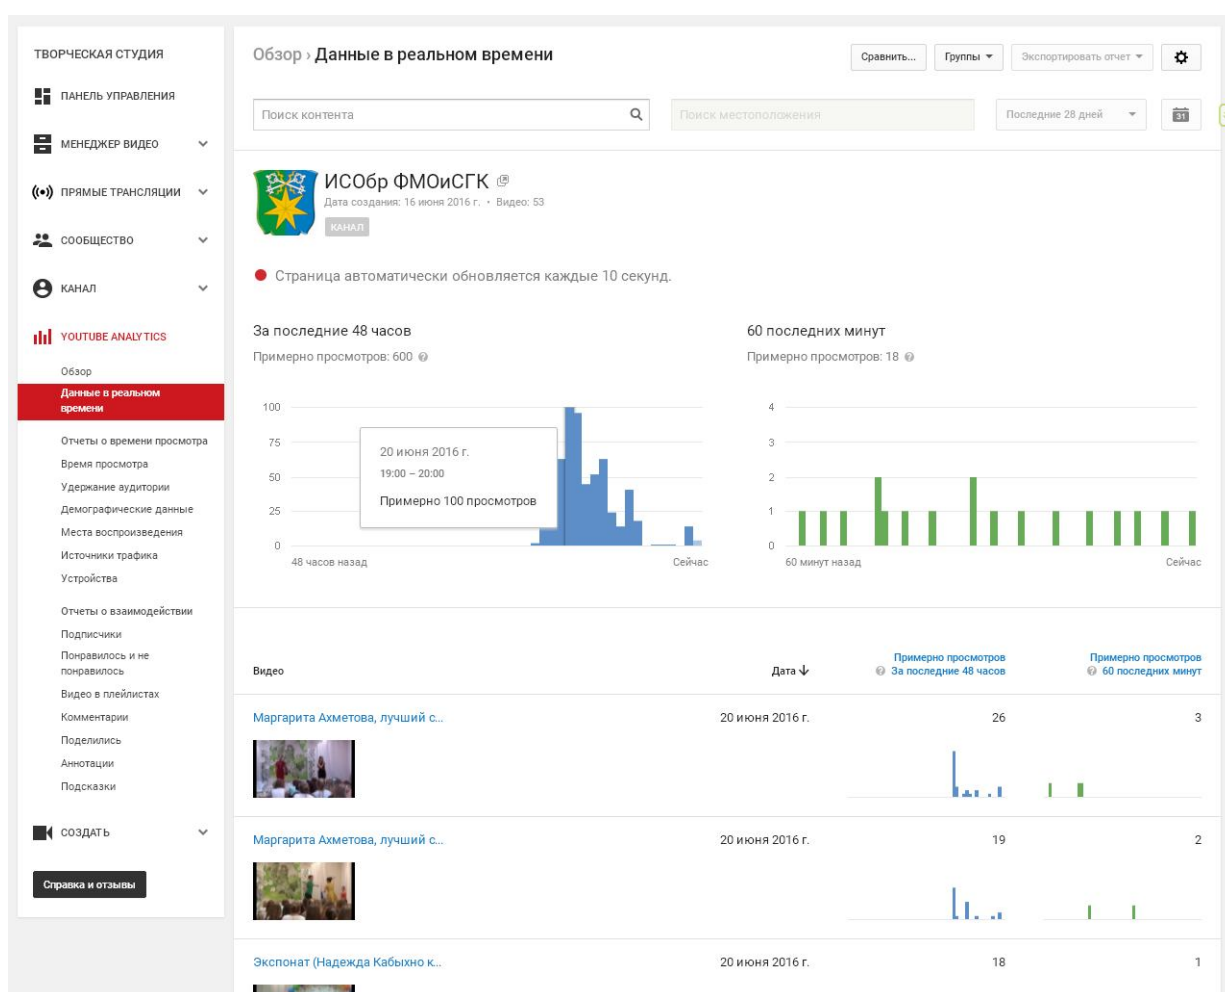 ТВОРЧЕСКАЯ СТУДИЯ
ПАНЕЛЬ УПРАВЛЕНИЯ
МЕНЕДЖЕР ВИДЕО
ПРЯМЫЕ ТРАНСЛЯЦИИ
СООБЩЕСТВО
КАНАЛ
YOUTUBE ANALYTICS
Обзор
Данные в реальном
времени
Отчеты о времени просмотра
Время просмотра
Удержание аудитории
Демографические данные
Места воспроизведения
Источники трафика
Устройства
Отчеты о взаимодействии
Подписчики
Понравилось и не
понравилось
Видео в плейлистах
Комментарии
Поделились
Аннотации
Подсказки
СОЗДАТЬ
Справка и отзывы
Обзор › Данные в реальном времени
Сравнить...
Группы
Экспортировать отчет
Поиск контента
Поиск местоположения
Последние 28 дней
31
ИСОбр ФМОиСГК
Дата создания: 16 июня 2016 г. • Видео: 53
КАНАЛ
Страница автоматически обновляется каждые 10 секунд.
За последние 48 часов
Примерно просмотров: 600 ?
100
75
50
25
0
20 июня 2016 г.
19:00 – 20:00
Примерно 100 просмотров
48 часов назад
Сейчас
60 последних минут
Примерно просмотров: 18 ?
4
3
2
1
0
60 минут назад
Сейчас
Видео
Дата
Примерно просмотров
? За последние 48 часов
Примерно просмотров
? 60 последних минут
Маргарита Ахметова, лучший с...
20 июня 2016 г.
26
3
Маргарита Ахметова, лучший с...
20 июня 2016 г.
19
2
Экспонат (Надежда Кабыхно к...
20 июня 2016 г.
18
1